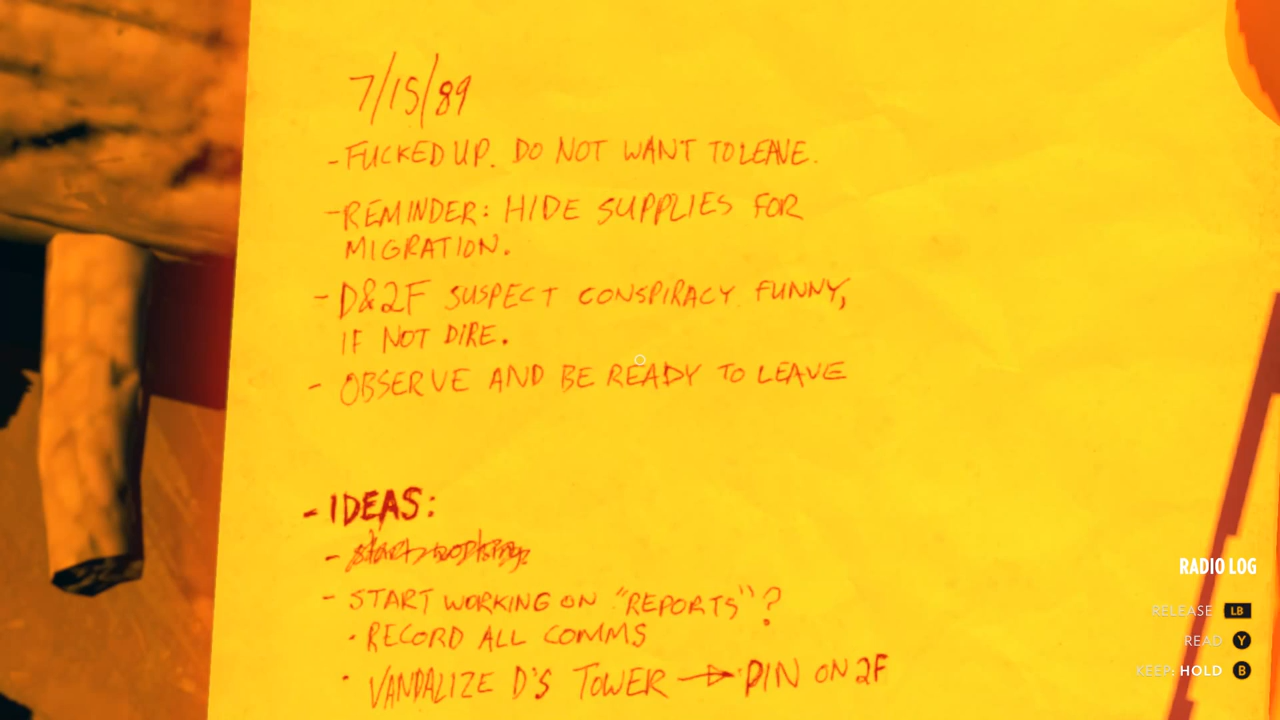 7/15/89
-FUCKED UP. DO NOT WANT TO LEAVE.
-REMINDER: HIDE SUPPLIES FOR
MIGRATION.
- D&2F SUSPECT CONSPIRACY. FUNNY,
IF NOT DIRE.
- OBSERVE AND BE READY TO LEAVE
- IDEAS:
-
- START WORKING ON "REPORTS"?
· RECORD ALL COMMS
· VANDALIZE D'S TOWER → PIN ON 2F
RADIO LOG
RELEASE LB
READ Y
KEEP: HOLD B